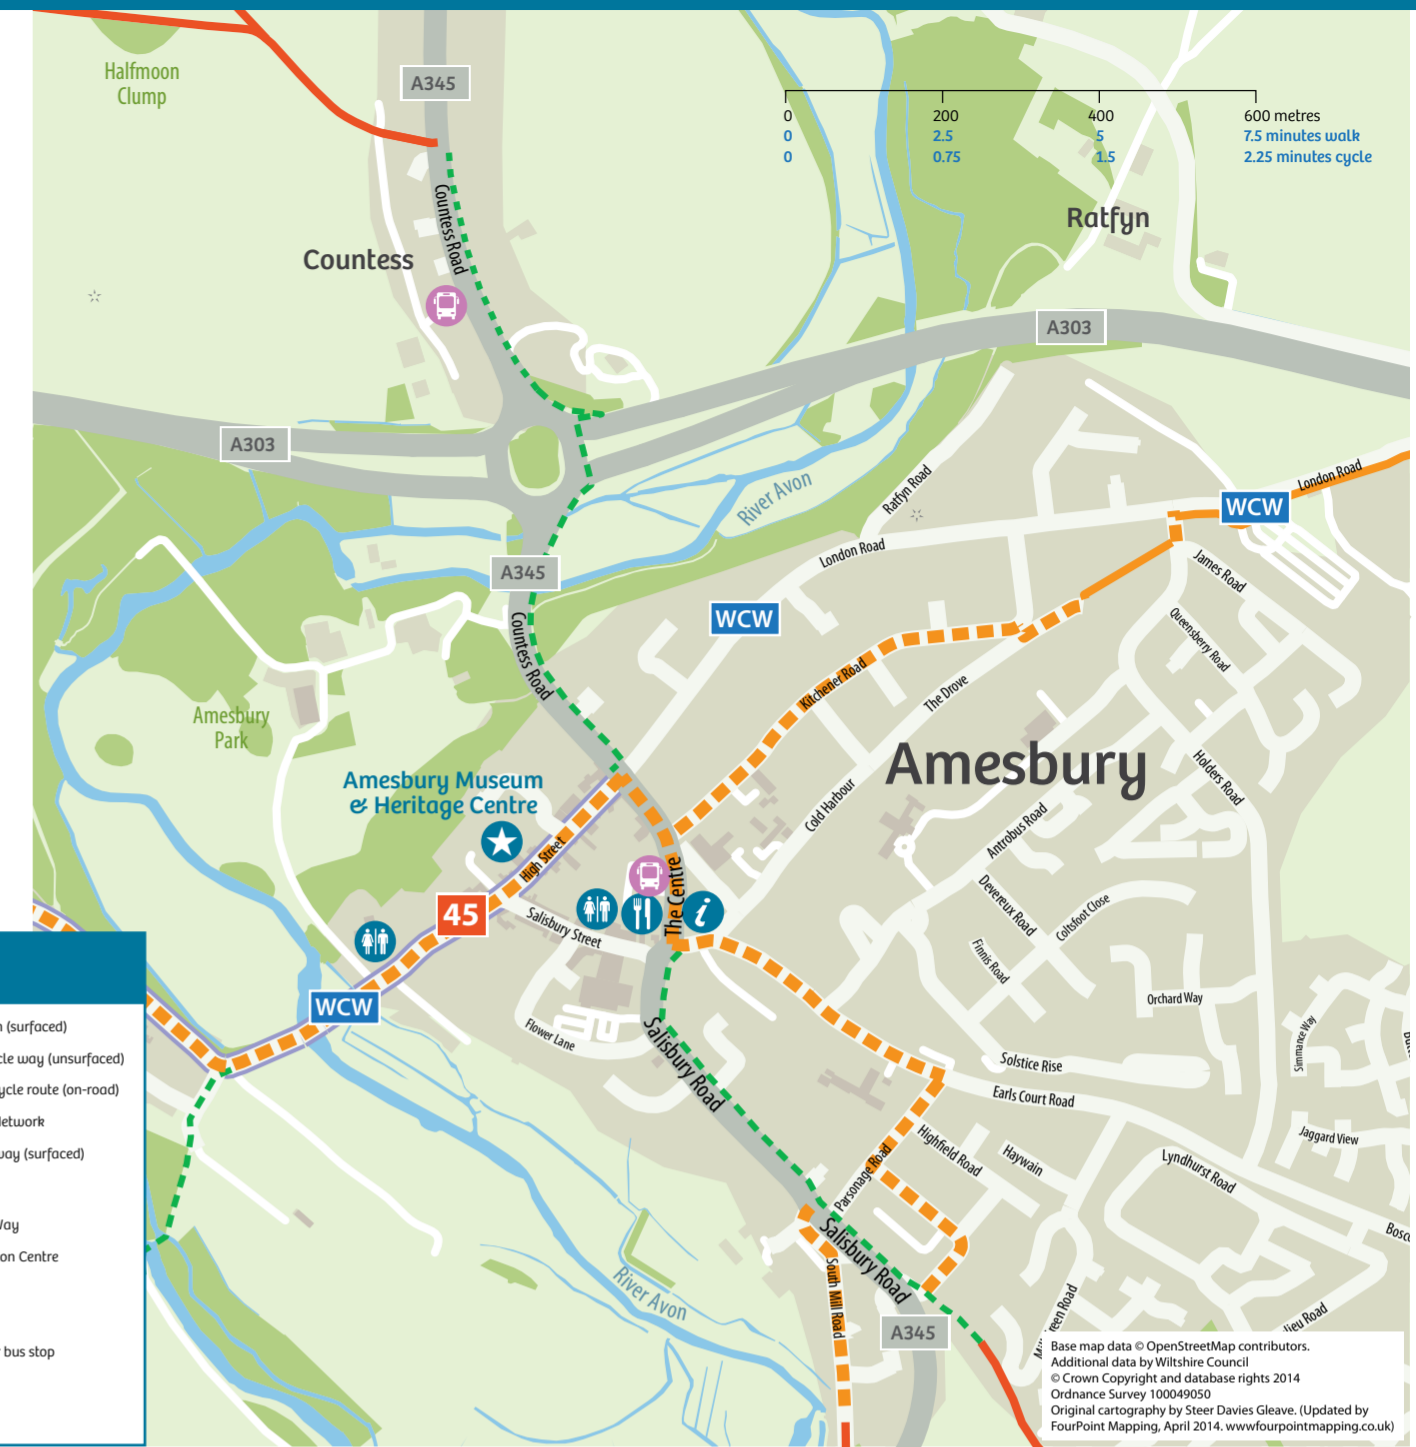 Halfmoon
Clump
A345
0 200 400 600 metres
0 2.5 5 7.5 minutes walk
0 0.75 1.5 2.25 minutes cycle
Countess Road
Ratfyn
Countess
A303
A303
London Road
Ratfyn Road
WCW
River Avon
London Road
A345
James Road
WCW
Countess Road
Queensberry Road
Kitchener Road
The Drove
Amesbury
Park
Amesbury
Amesbury Museum
& Heritage Centre
Holders Road
Cold Harbour
Antrobus Road
High Street
The Centre
45
i
Devereux Road
Coltsfoot Close
Salisbury Street
Finnis Road
WCW
Orchard Way
Flower Lane
Salisbury Road
Simmance Way
Solstice Rise
Earls Court Road
(surfaced)
cle way (unsurfaced)
ycle route (on-road)
etwork
way (surfaced)
Way
on Centre
bus stop
Highfield Road
Haywain
Jaggard View
Parsonage Road
Lyndhurst Road
Bosc
Salisbury Road
South Mill Road
River Avon
reen Road
lieu Road
A345
Base map data © OpenStreetMap contributors.
Additional data by Wiltshire Council
© Crown Copyright and database rights 2014
Ordnance Survey 100049050
Original cartography by Steer Davies Gleave. (Updated by
FourPoint Mapping, April 2014. wwwfourpointmapping.co.uk)